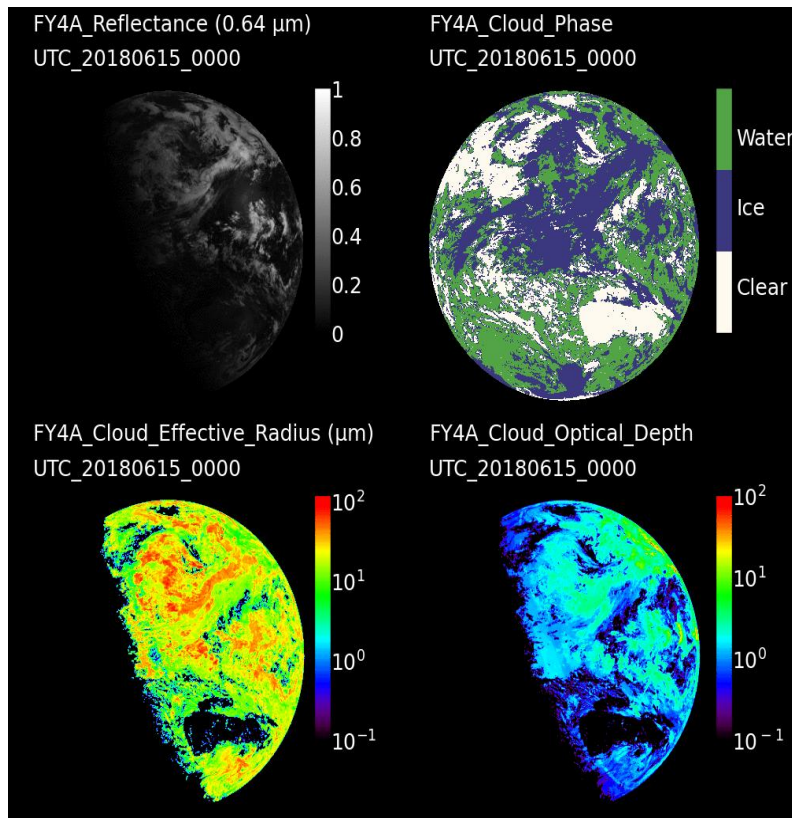 FY4A_Reflectance (0.64 μm)
UTC_20180615_0000
1
0.8
0.6
0.4
0.2
0
FY4A_Cloud_Phase
UTC_20180615_0000
Water
Ice
Clear
FY4A_Cloud_Effective_Radius (μm)
UTC_20180615_0000
10²
10¹
10⁰
10⁻¹
FY4A_Cloud_Optical_Depth
UTC_20180615_0000
10²
10¹
10⁰
10⁻¹